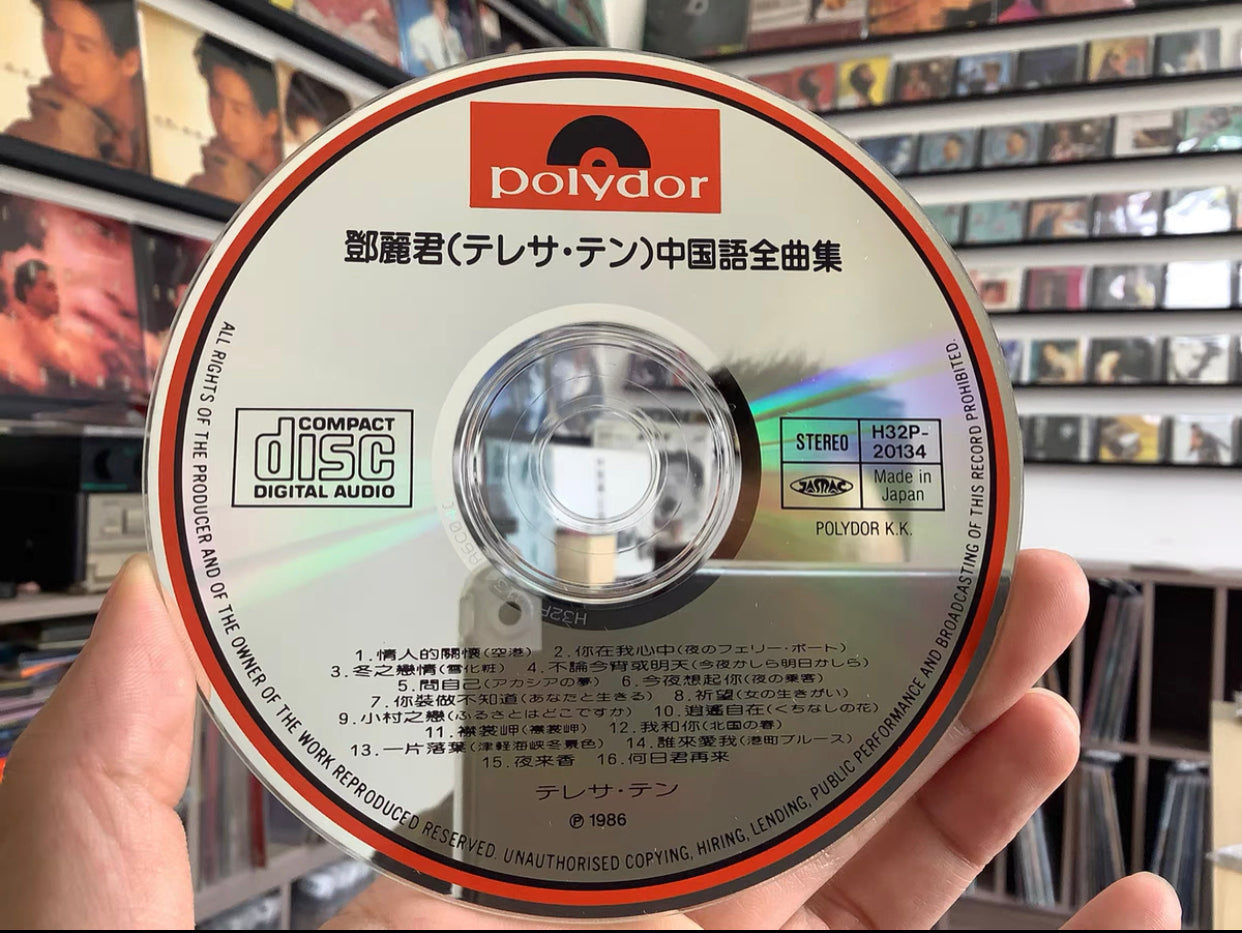 polydor
鄧麗君(テレサ・テン)中国語全曲集
COMPACT
disc
DIGITAL AUDIO
STEREO
H32P-
20134
JASRAC
Made in
Japan
POLYDOR K.K.
1.情人的關懷(空港) 2.你在我心中(夜のフェリー・ボート)
3.冬之戀情(雪化粧) 4.不論今宵或明天(今夜かしら明日かしら)
5.問自己(アカシアの夢) 6.今夜想起你(夜の乗客)
7.你裝做不知道(あなたと生きる) 8.祈望(女の生きがい)
9.小村之戀(ふるさとはどこですか) 10.逍遙自在(くちなしの花)
11.襟裳岬(襟裳岬) 12.我和你(北国の春)
13.一片落葉(津軽海峡冬景色) 14.誰來愛我(港町ブルース)
15.夜来香 16.何日君再来
テレサ・テン
℗ 1986
ALL RIGHTS OF THE PRODUCER AND OF THE OWNER OF THE WORK REPRODUCED RESERVED. UNAUTHORISED COPYING, HIRING, LENDING, PUBLIC PERFORMANCE AND BROADCASTING OF THIS RECORD PROHIBITED.